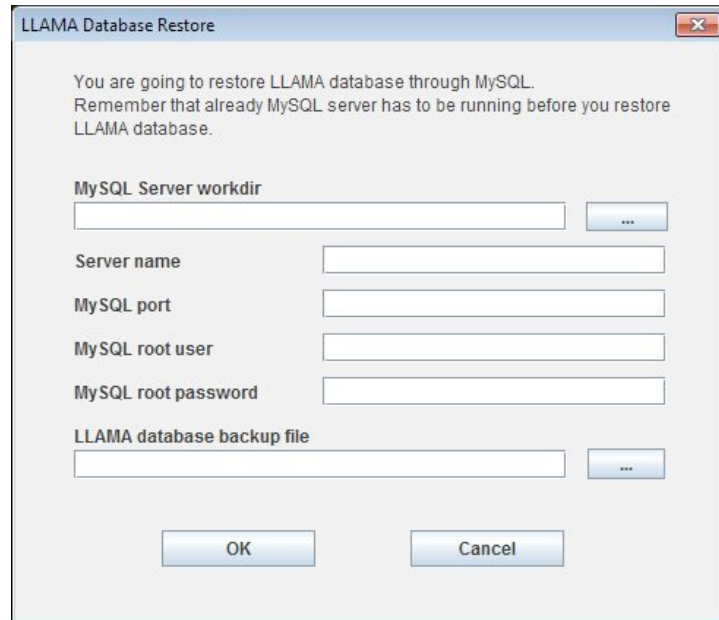 LLAMA Database Restore
You are going to restore LLAMA database through MySQL.
Remember that already MySQL server has to be running before you restore
LLAMA database.
MySQL Server workdir
...
Server name
MySQL port
MySQL root user
MySQL root password
LLAMA database backup file
...
OK Cancel